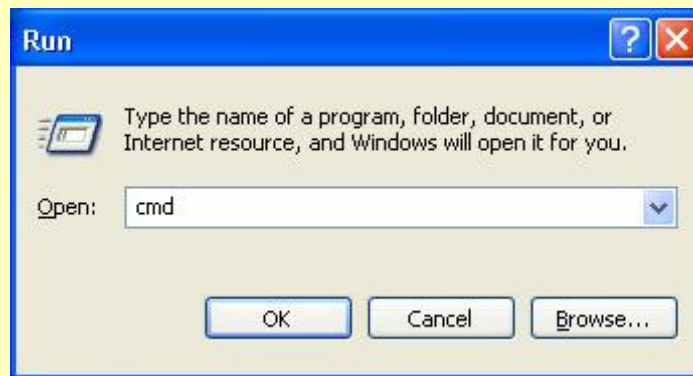 Run
Type the name of a program, folder, document, or
Internet resource, and Windows will open it for you.
Open: cmd
OK Cancel Browse...